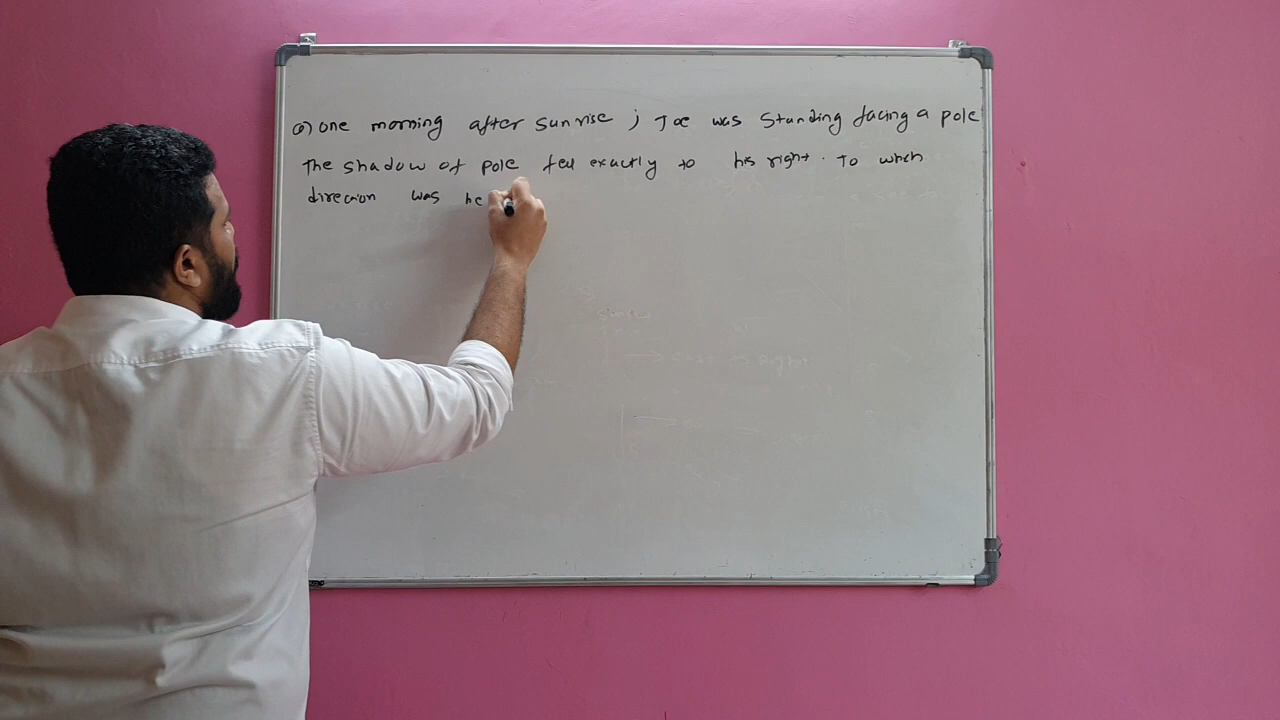 Q) One morning after sunrise ; Joe was Standing facing a pole
The shadow of pole fell exactly to his right . To which
direction was he